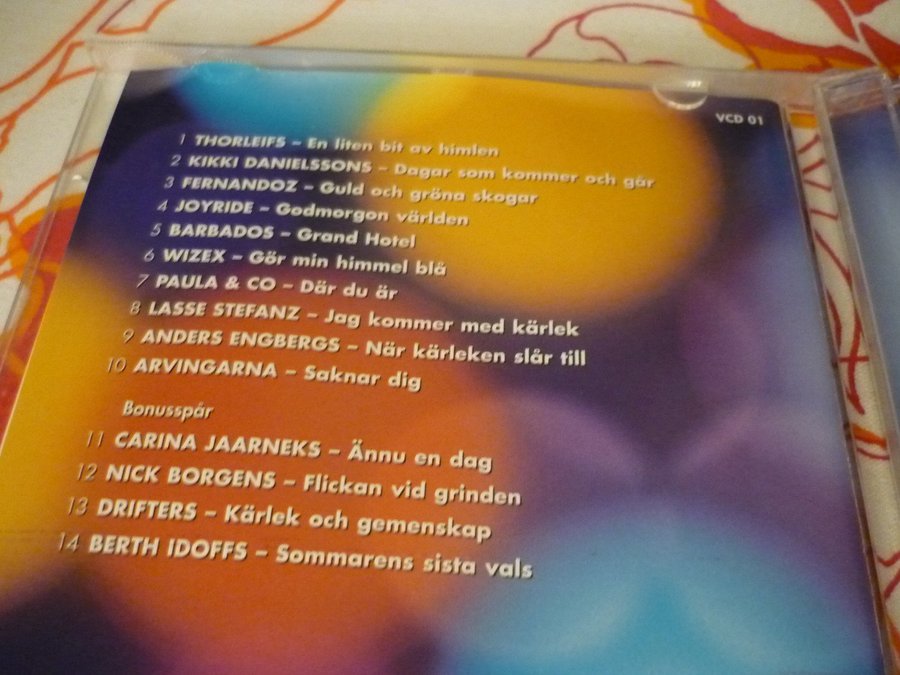 VCD 01
1 THORLEIFS – En liten bit av himlen
2 KIKKI DANIELSSONS – Dagar som kommer och går
3 FERNANDOZ – Guld och gröna skogar
4 JOYRIDE – Godmorgon världen
5 BARBADOS – Grand Hotel
6 WIZEX – Gör min himmel blå
7 PAULA & CO – Där du är
8 LASSE STEFANZ – Jag kommer med kärlek
9 ANDERS ENGBERGS – När kärleken slår till
10 ARVINGARNA – Saknar dig
Bonusspår
11 CARINA JAARNEKS – Ännu en dag
12 NICK BORGENS – Flickan vid grinden
13 DRIFTERS – Kärlek och gemenskap
14 BERTH IDOFFS – Sommarens sista vals